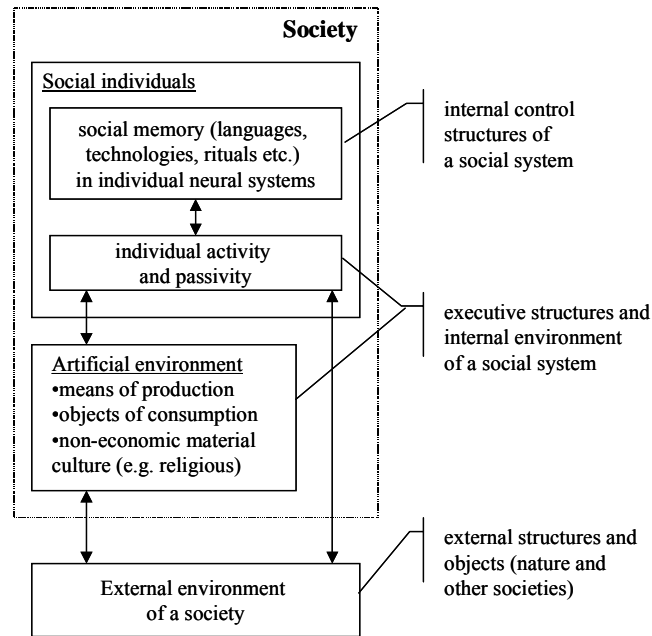 Society
Social individuals
social memory (languages,
technologies, rituals etc.)
in individual neural systems
internal control
structures of
a social system
individual activity
and passivity
executive structures and
internal environment
of a social system
Artificial environment
•means of production
•objects of consumption
•non-economic material
culture (e.g. religious)
external structures and
objects (nature and
other societies)
External environment
of a society